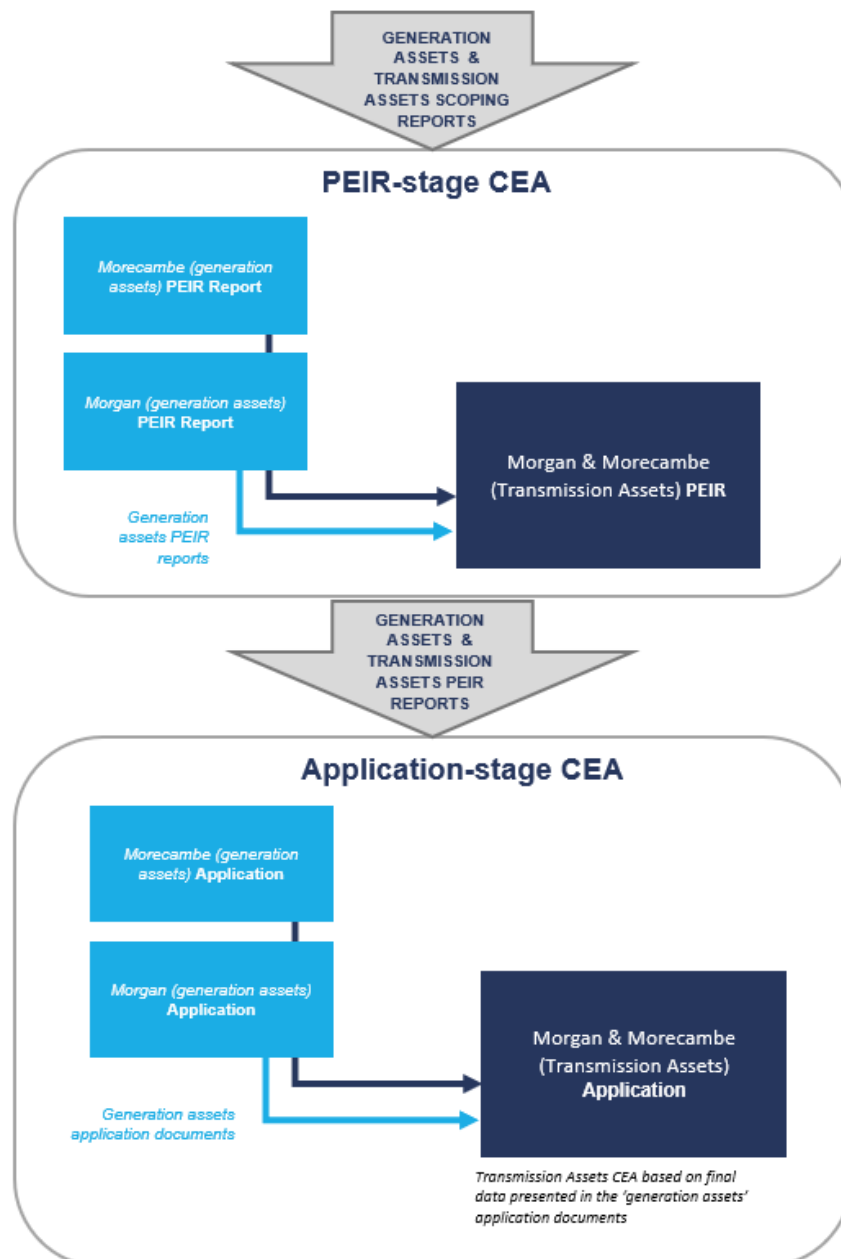 GENERATION
ASSETS &
TRANSMISSION
ASSETS SCOPING
REPORTS
PEIR-stage CEA
Morecambe (generation
assets) PEIR Report
Morgan (generation assets)
PEIR Report
Morgan & Morecambe
(Transmission Assets) PEIR
Generation
assets PEIR
reports
GENERATION
ASSETS &
TRANSMISSION
ASSETS PEIR
REPORTS
Application-stage CEA
Morecambe (generation
assets) Application
Morgan (generation assets)
Application
Morgan & Morecambe
(Transmission Assets)
Application
Generation assets
application documents
Transmission Assets CEA based on final
data presented in the ‘generation assets’
application documents